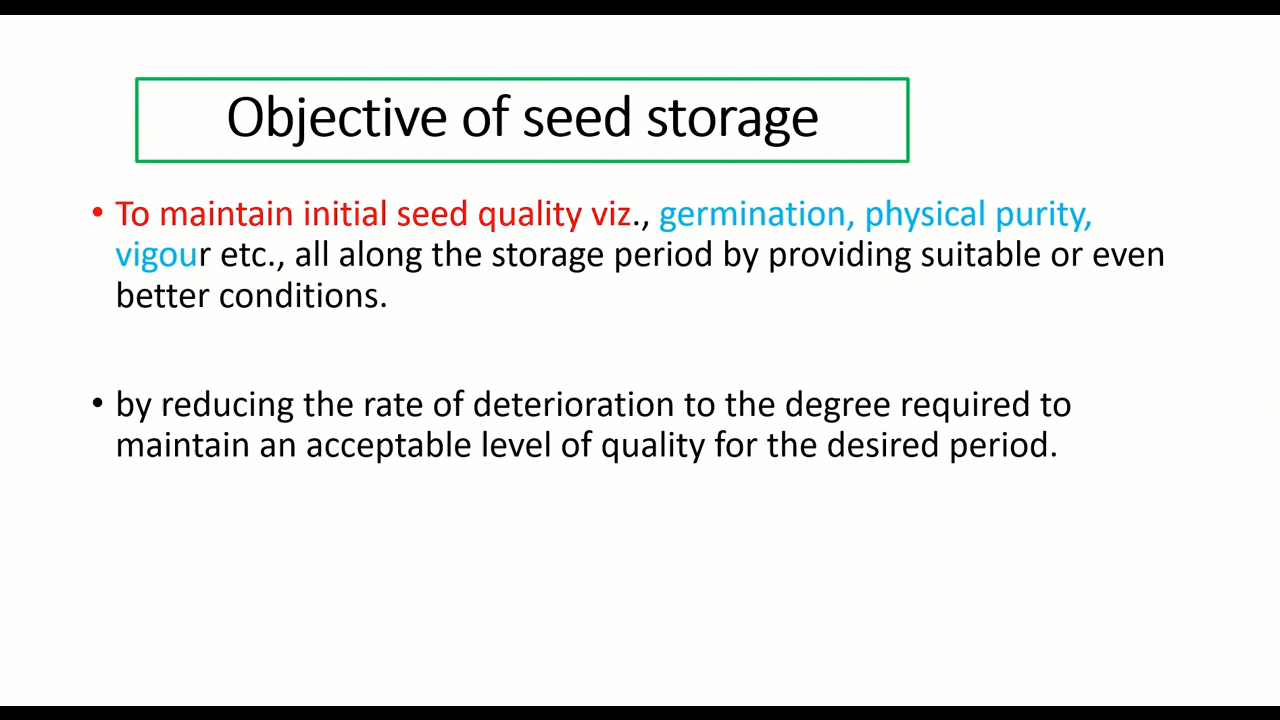 Objective of seed storage
• To maintain initial seed quality viz., germination, physical purity,
vigour etc., all along the storage period by providing suitable or even
better conditions.
• by reducing the rate of deterioration to the degree required to
maintain an acceptable level of quality for the desired period.